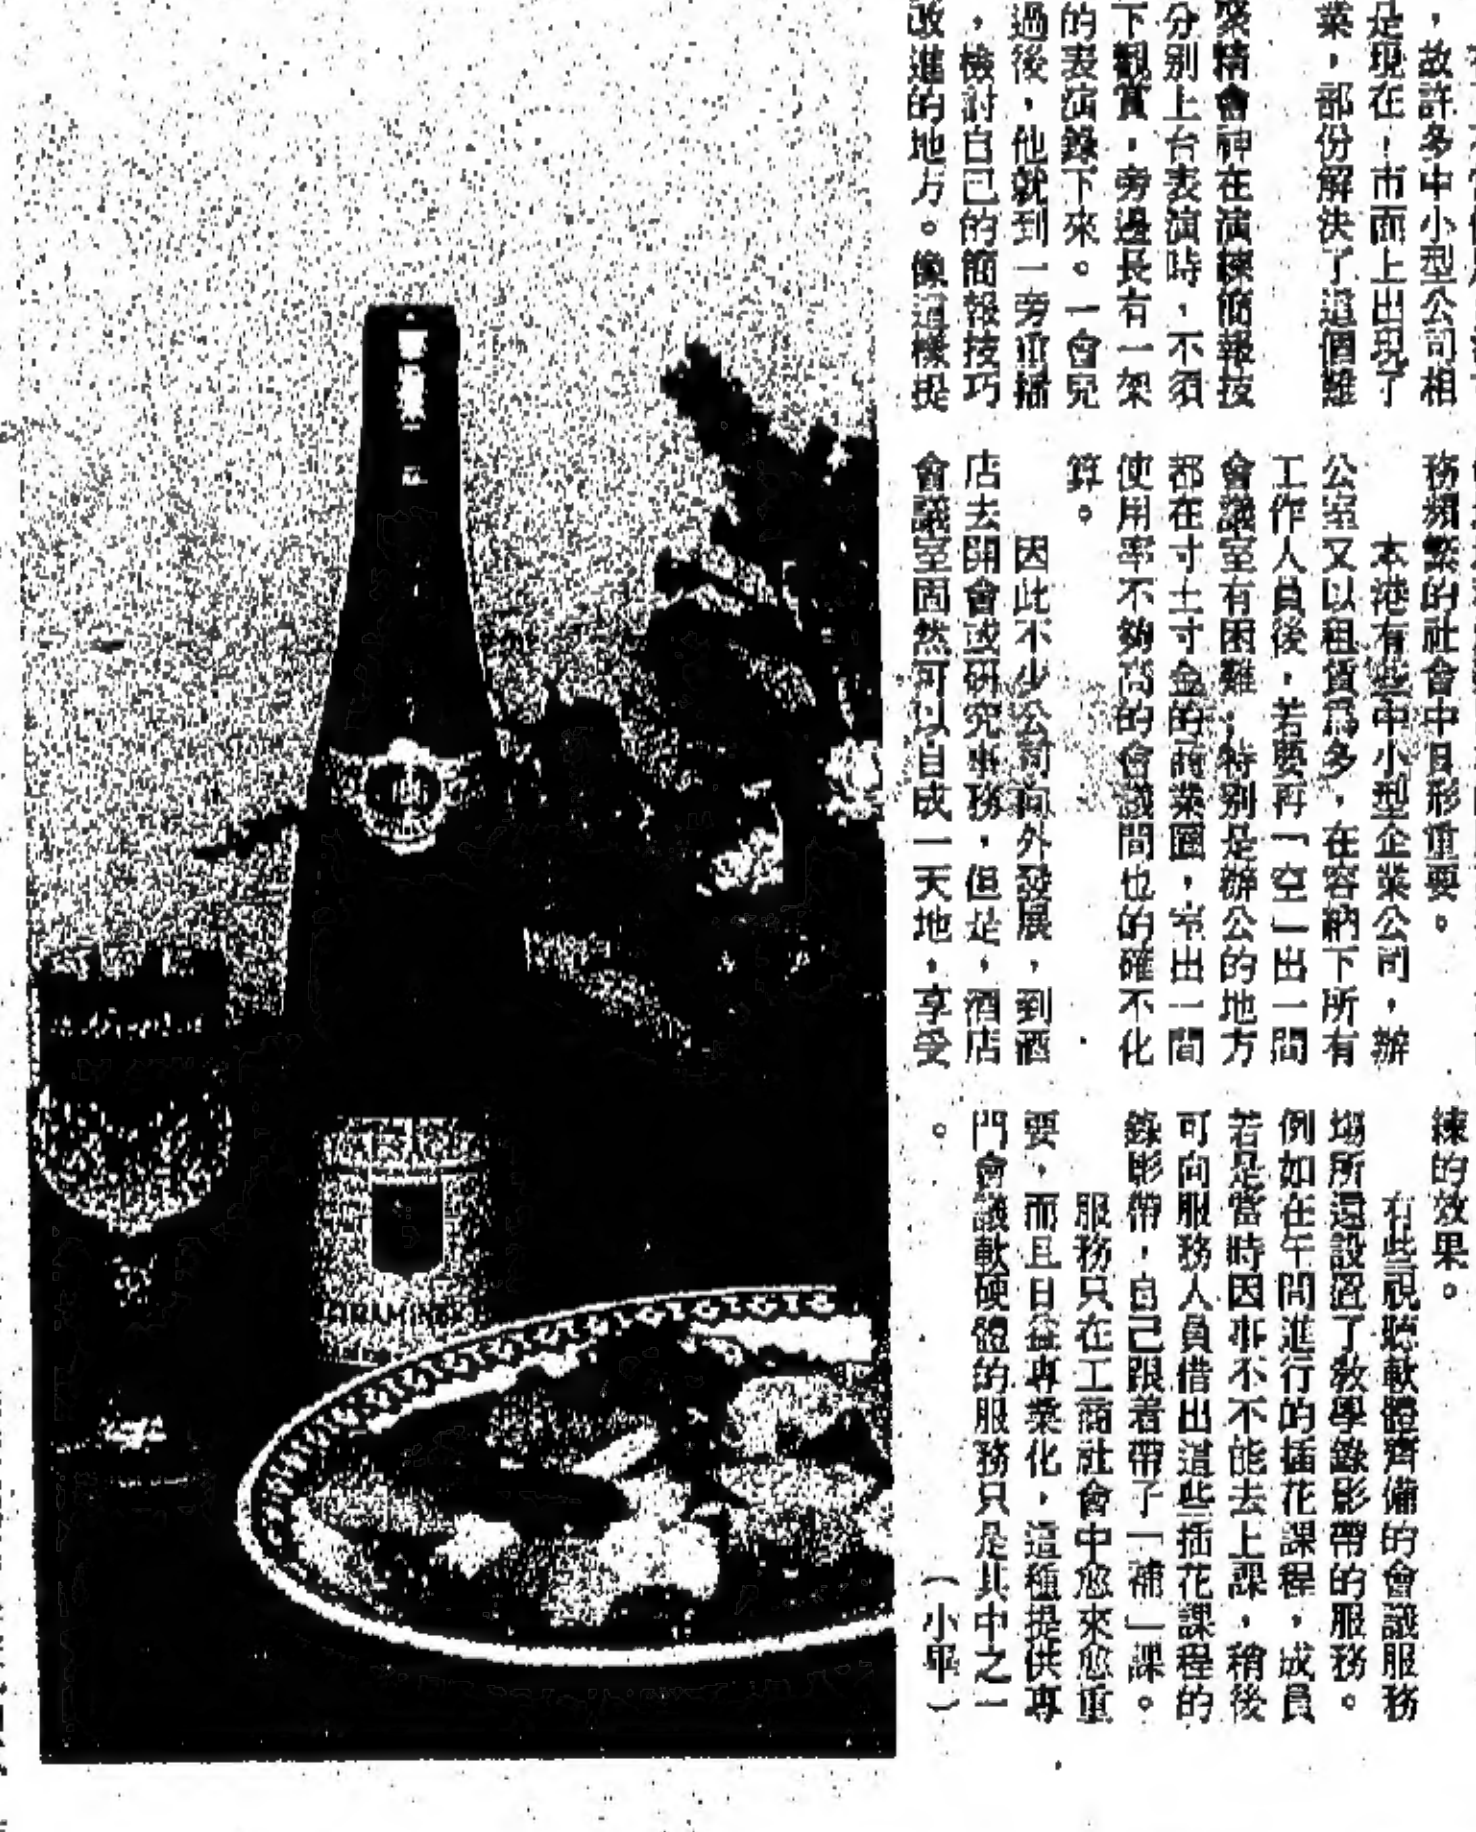 ，故許多中小型公司相
是現在！市面上出現了
業，部份解決了這個難
聚精會神在演練簡報技
分別上台表演時，不須
下觀賞，旁邊長有一架
的表演錄下來。一會兒
過後，他就到一旁重播
，檢討自己的簡報技巧
改進的地方。像這樣提
務頻繁的社會中日形重要。
本港有些中小型企業公司，辦
公室又以租賃為多，在容納下所有
工作人員後，若要再「空」出一間
會議室有困難；特別是辦公的地方
都在寸土寸金的商業區，常出一間
使用率不夠高的會議間也的確不化
算。
因此不少公司向外發展，到酒
店去開會或研究事務，但是，酒店
會議室固然可以自成一天地，享受
練的效果。
有些視聽軟體齊備的會議服務
場所還設置了教學錄影帶的服務。
例如在午間進行的插花課程，成員
若是當時因事不不能去上課，稍後
可向服務人員借出這些插花課程的
錄影帶，自己跟着帶了「補」課。
服務只在工商社會中愈來愈重
要，而且日益專業化，這種提供專
門會議軟硬體的服務只是其中之一
。
（小畢）